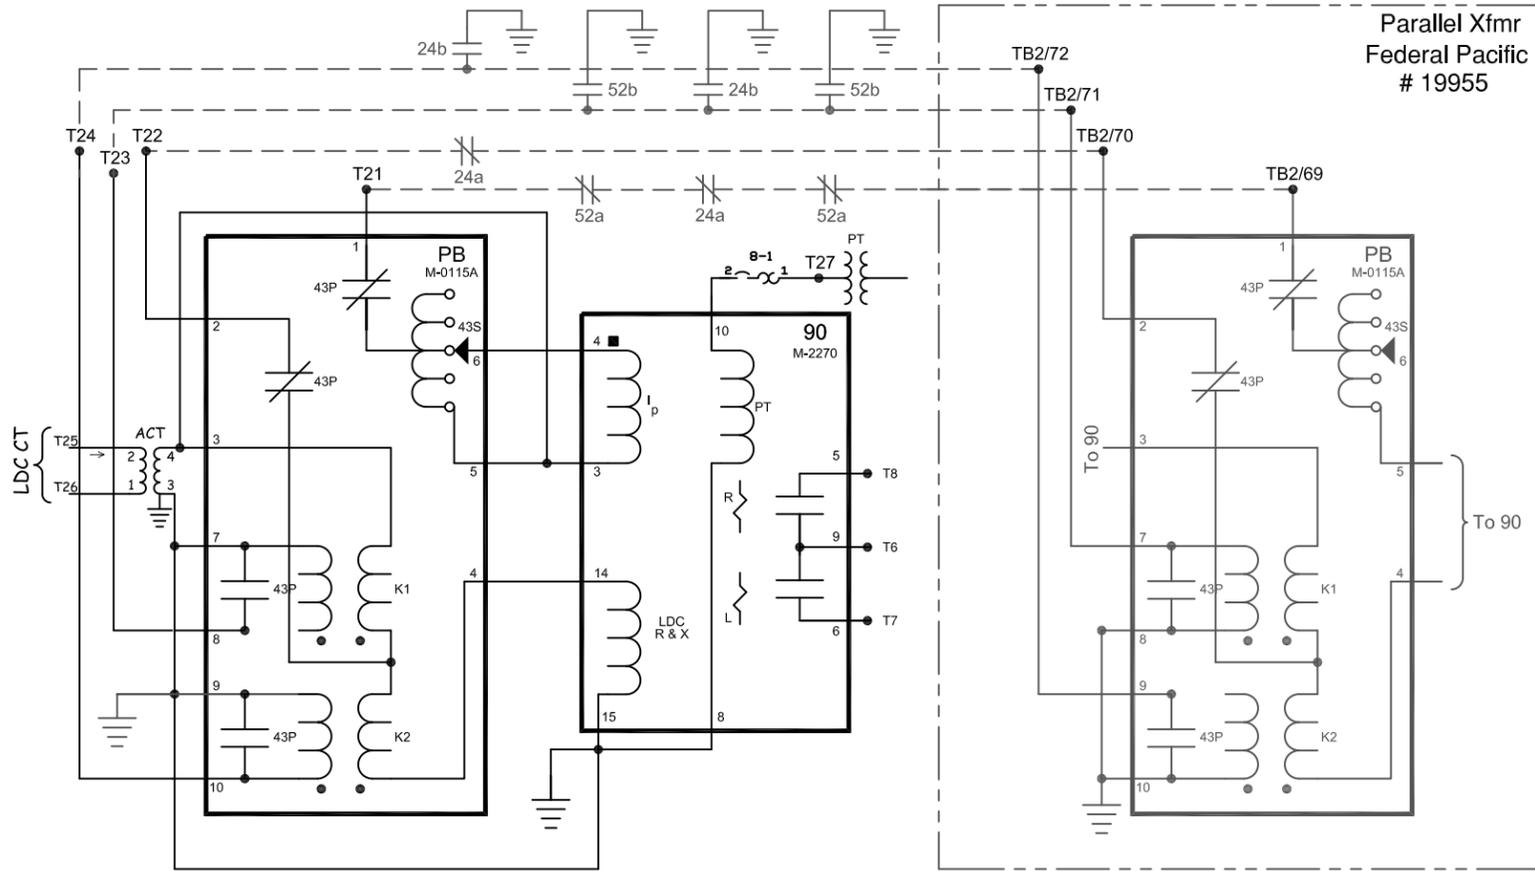 Parallel Xfmr
Federal Pacific
# 19955
24b
52b
24b
52b
TB2/72
TB2/71
TB2/70
TB2/69
T24
T22
T23
T21
24a
52a
24a
52a
1
PB
M-0115A
43P
43S
2
6
43P
LDC CT
T25
T26
→
ACT
2
4
1
3
3
5
7
43P
K1
8
4
9
43P
K2
10
8-1
2
1
T27
PT
10
90
M-2270
4
Ip
PT
3
5
T8
R
9
T6
14
L
6
T7
LDC
R & X
15
8
1
PB
M-0115A
43P
43S
2
6
43P
To 90
3
5
To 90
7
43P
K1
8
4
9
43P
K2
10